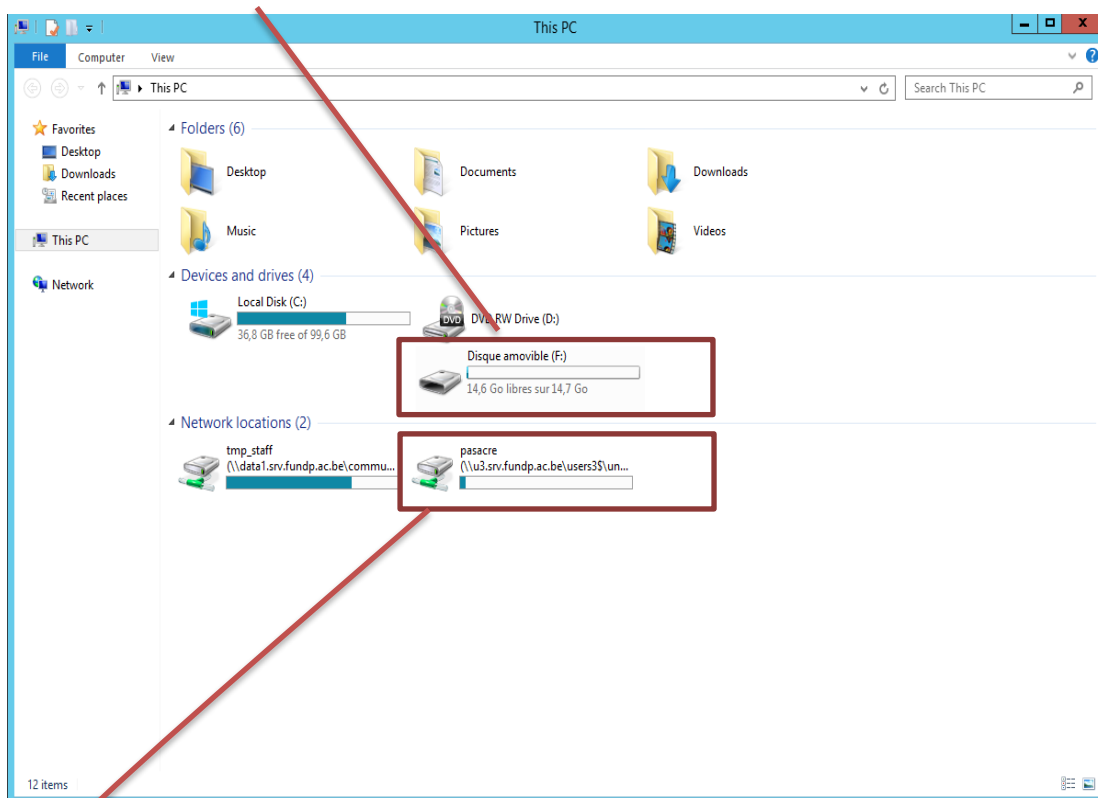 This PC
File Computer View
This PC
Search This PC
Favorites
Desktop
Downloads
Recent places
This PC
Network
Folders (6)
Desktop Documents Downloads
Music Pictures Videos
Devices and drives (4)
Local Disk (C:)
36,8 GB free of 99,6 GB
DVD RW Drive (D:)
Disque amovible (F:)
14,6 Go libres sur 14,7 Go
Network locations (2)
tmp_staff
(\\data1.srv.fundp.ac.be\commu...
pasacre
(\\u3.srv.fundp.ac.be\users3$\un...
12 items